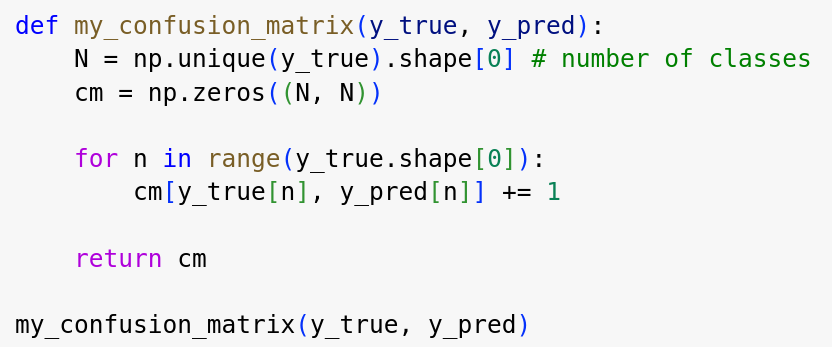 def my_confusion_matrix(y_true, y_pred):
    N = np.unique(y_true).shape[0] # number of classes
    cm = np.zeros((N, N))

    for n in range(y_true.shape[0]):
        cm[y_true[n], y_pred[n]] += 1

    return cm

my_confusion_matrix(y_true, y_pred)